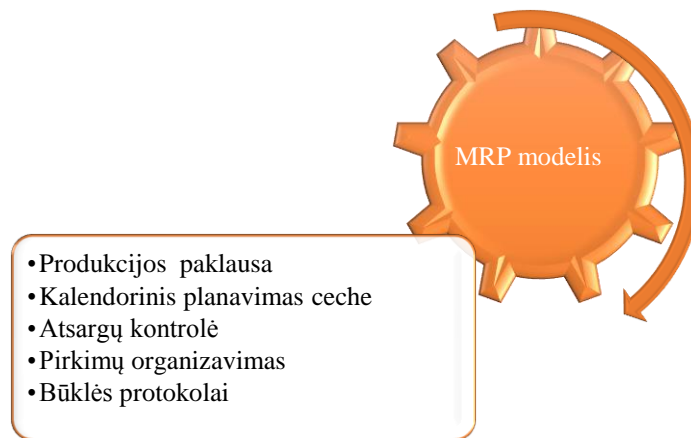 MRP modelis
•Produkcijos paklausa
•Kalendorinis planavimas ceche
•Atsargų kontrolė
•Pirkimų organizavimas
•Būklės protokolai